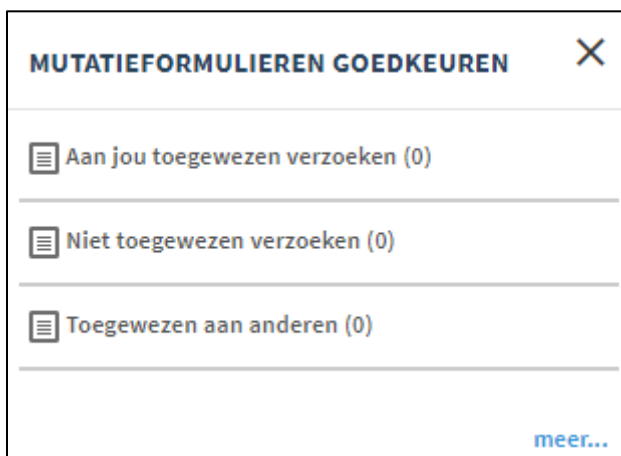 MUTATIEFORMULIEREN GOEDKEUREN
Aan jou toegewezen verzoeken (0)
Niet toegewezen verzoeken (0)
Toegewezen aan anderen (0)
meer...